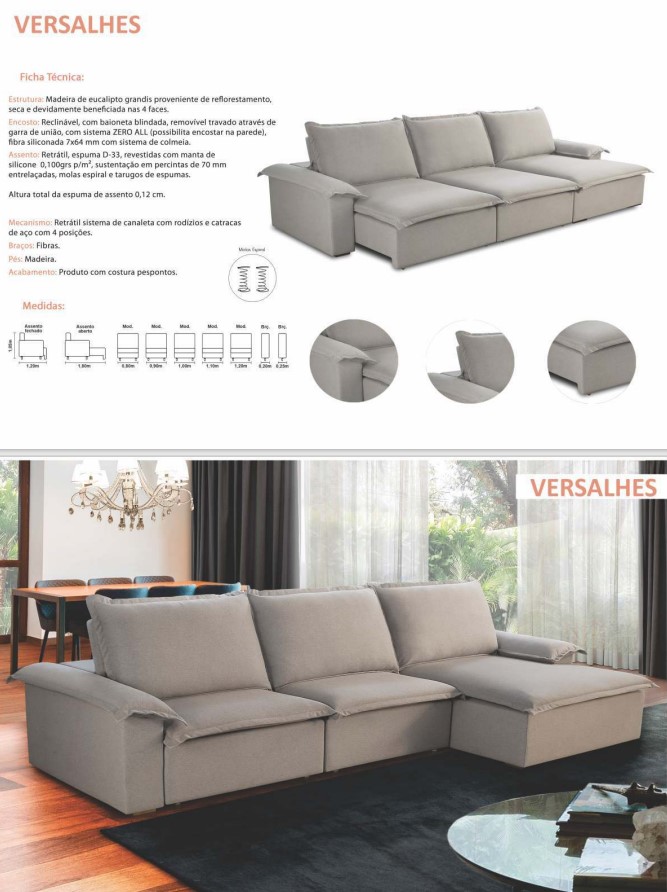 VERSALHES
Ficha Técnica:
Estrutura: Madeira de eucalipto grandis proveniente de reflorestamento,
seca e devidamente beneficiada nas 4 faces.
Encosto: Reclinável, com baioneta blindada, removível travado através de
garra de união, com sistema ZERO ALL (possibilita encostar na parede),
fibra siliconada 7x64 mm com sistema de colmeia.
Assento: Retrátil, espuma D-33, revestidas com manta de
silicone 0,100grs p/m², sustentação em percintas de 70 mm
entrelaçadas, molas espiral e tarugos de espumas.
Altura total da espuma de assento 0,12 cm.
Mecanismo: Retrátil sistema de canaleta com rodízios e catracas
de aço com 4 posições.
Braços: Fibras.
Pés: Madeira.
Acabamento: Produto com costura pespontos.
Molas Espiral
Medidas:
Assento fechado Assento aberto Mod. Mod. Mod. Mod. Mod. Brç. Brç.
1,20m 1,60m 0,80m 0,90m 1,00m 1,10m 1,20m 0,20m 0,25m
VERSALHES